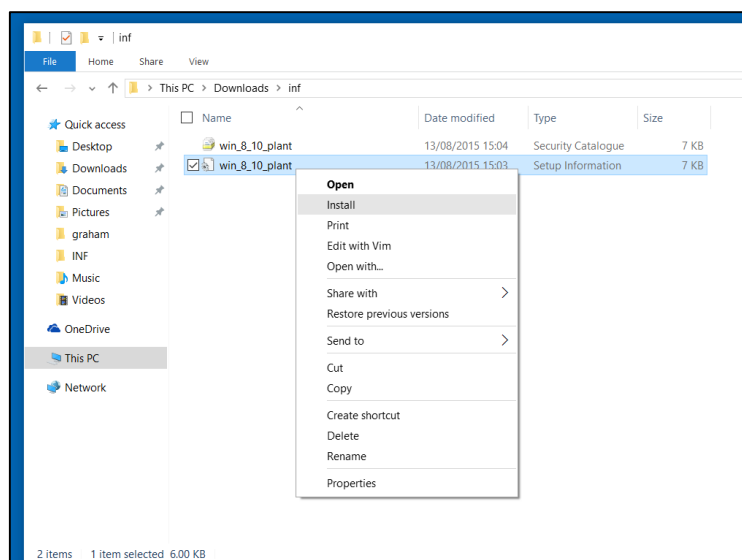 inf
File Home Share View
This PC > Downloads > inf
Name Date modified Type Size
Quick access
Desktop
Downloads
Documents
Pictures
graham
INF
Music
Videos
OneDrive
This PC
Network
win_8_10_plant 13/08/2015 15:04 Security Catalogue 7 KB
win_8_10_plant 13/08/2015 15:03 Setup Information 7 KB
Open
Install
Print
Edit with Vim
Open with...
Share with
Restore previous versions
Send to
Cut
Copy
Create shortcut
Delete
Rename
Properties
2 items 1 item selected 6.00 KB